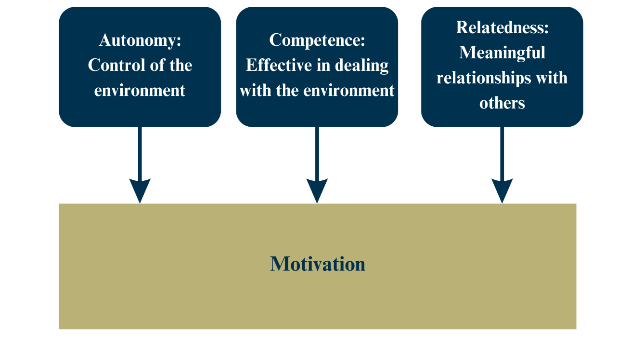 Autonomy:
Control of the
environment
Competence:
Effective in dealing
with the environment
Relatedness:
Meaningful
relationships with
others
Motivation